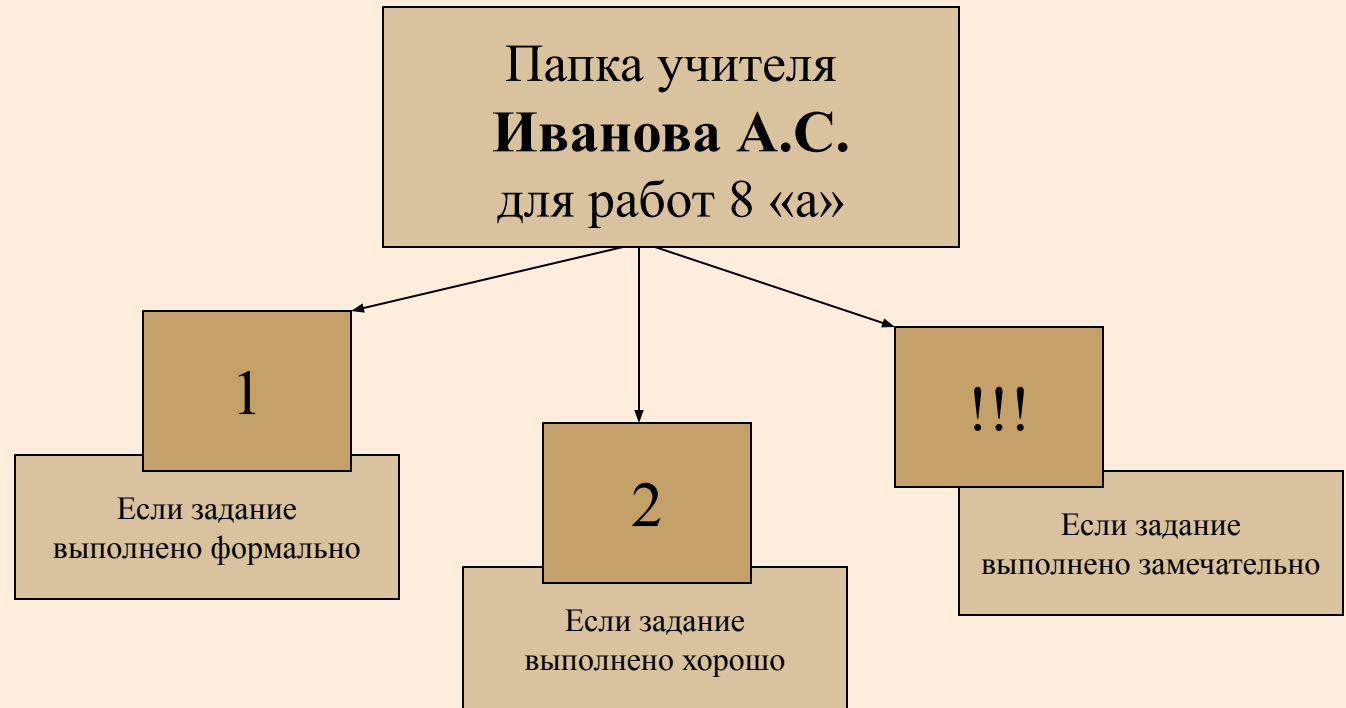 Папка учителя
Иванова А.С.
для работ 8 «а»
1
Если задание
выполнено формально
2
Если задание
выполнено хорошо
!!!
Если задание
выполнено замечательно